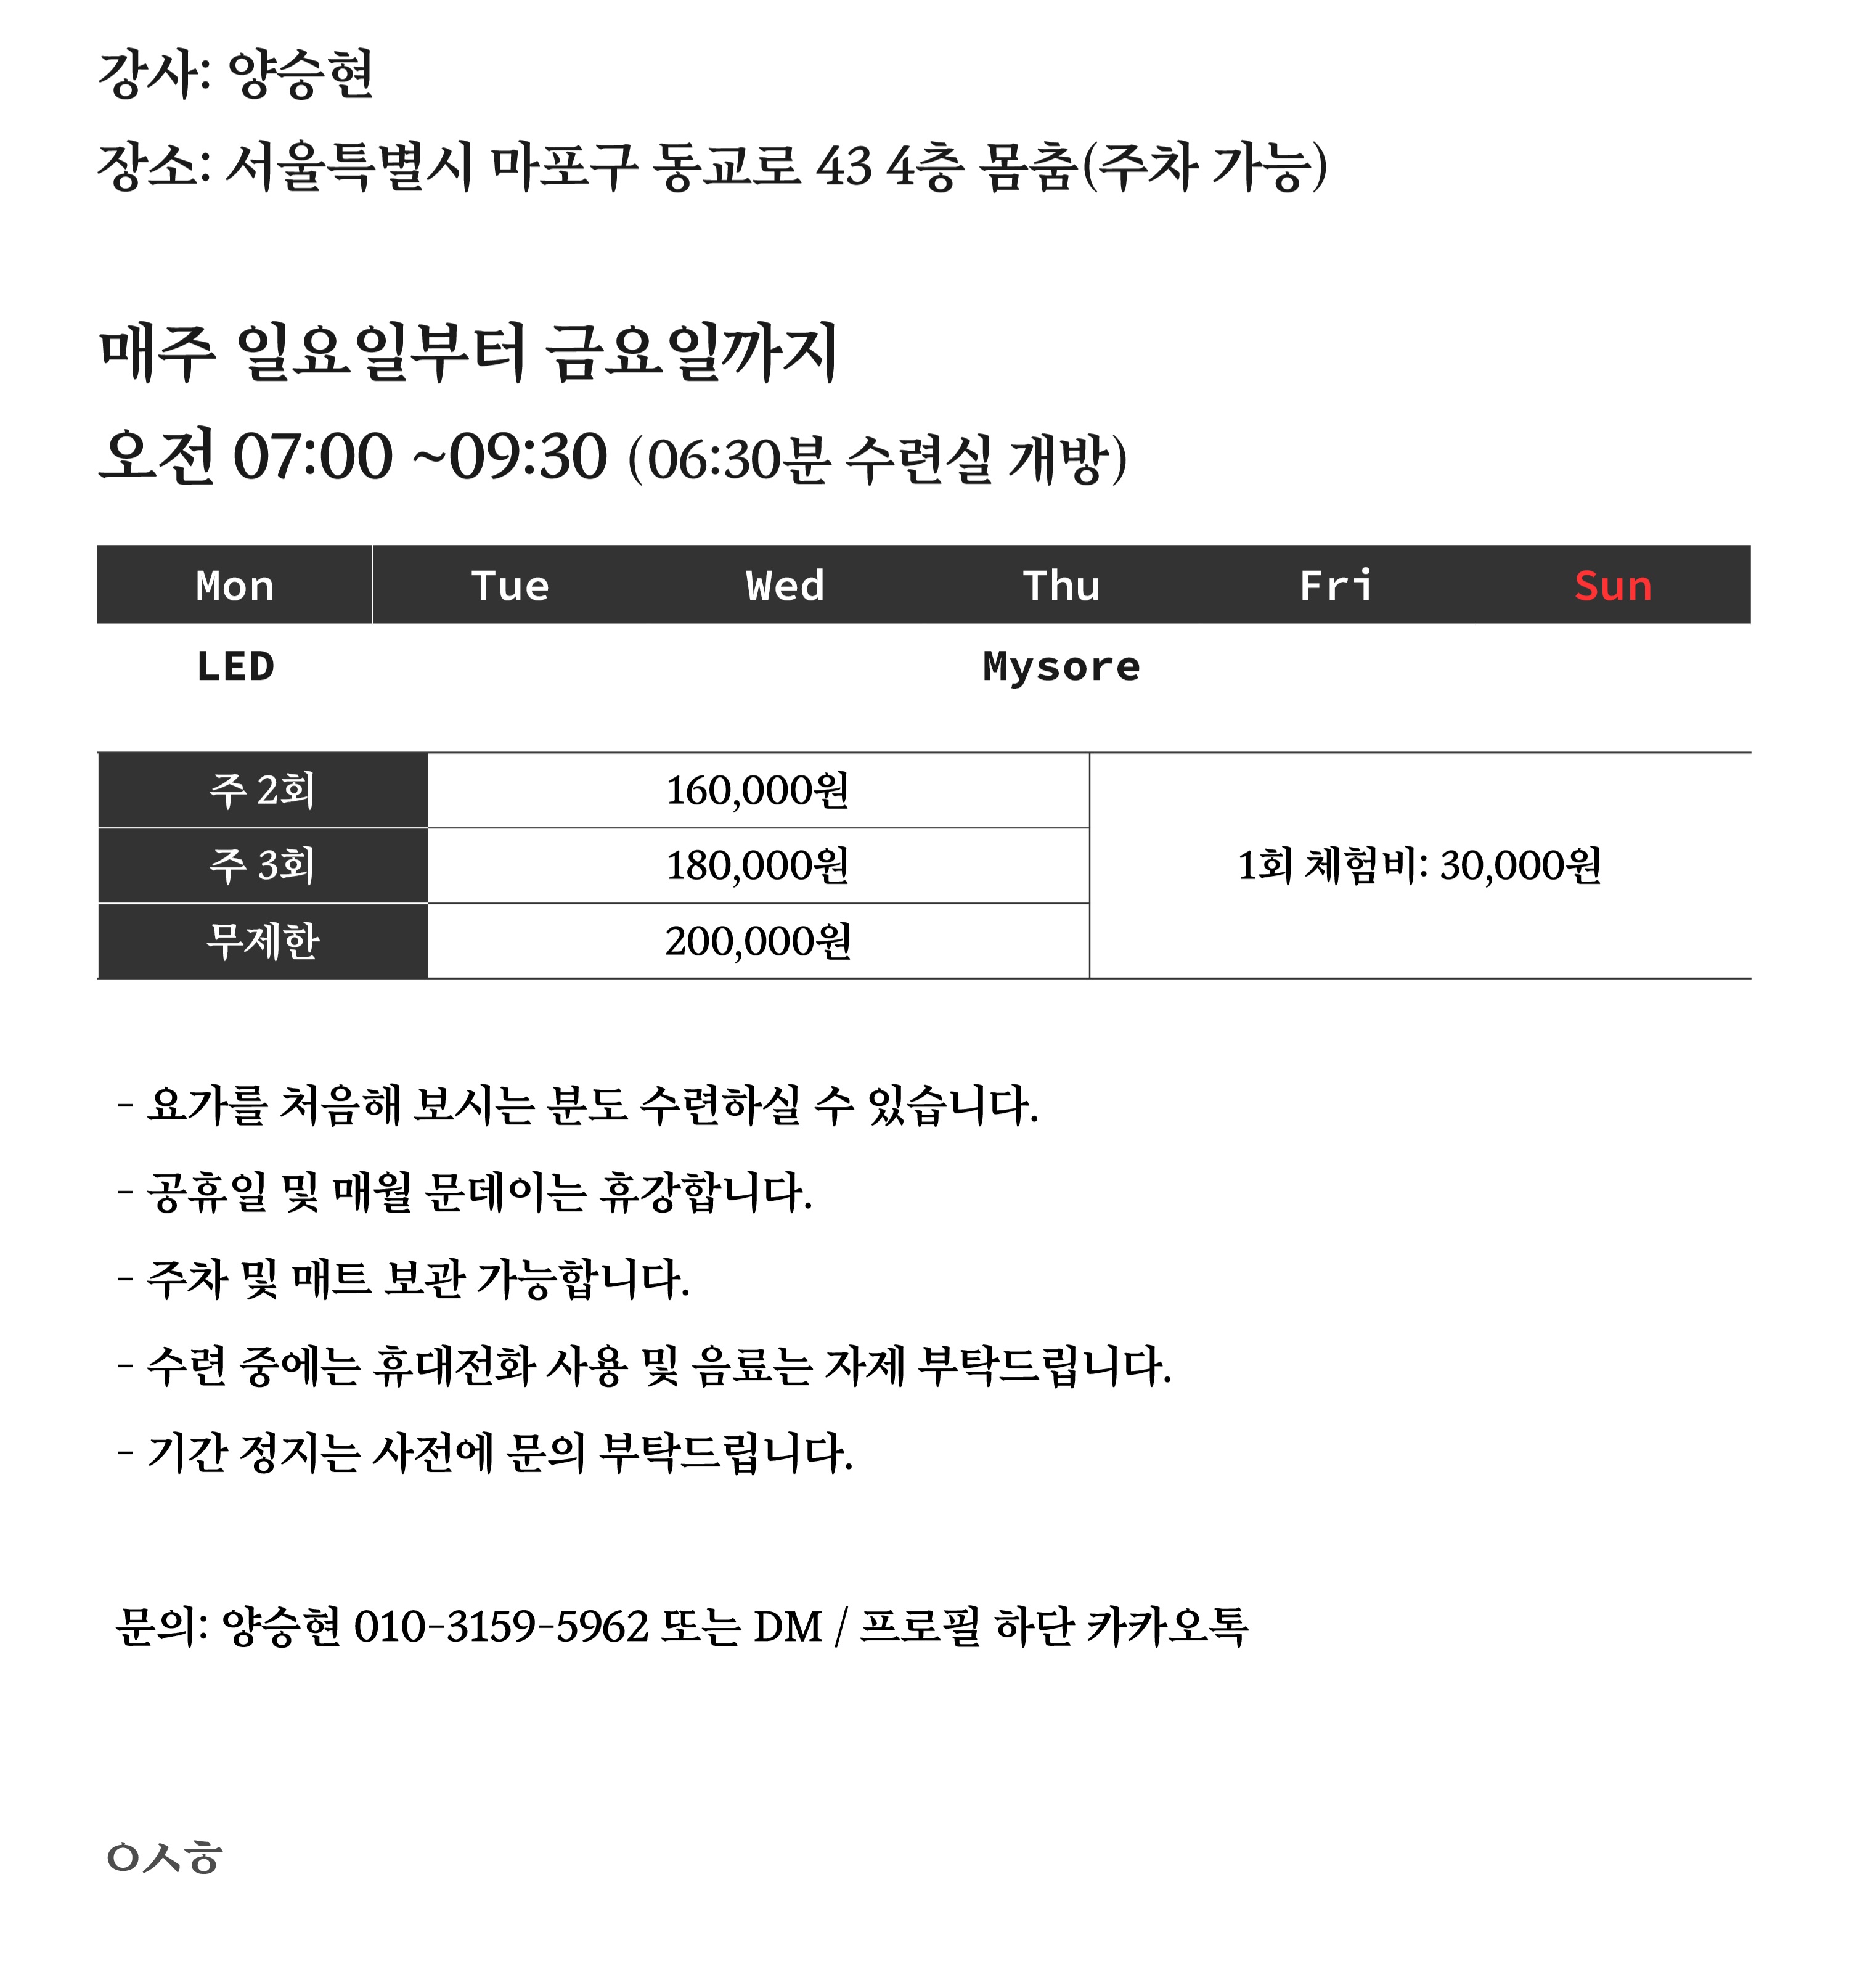 강사: 양승헌
장소: 서울특별시 마포구 동교로 43 4층 몸춤(주차 가능)
매주 일요일부터 금요일까지
오전 07:00 ~09:30 (06:30분 수련실 개방)
Mon Tue Wed Thu Fri Sun
LED Mysore
주 2회 160,000원
주 3회 180,000원 1회 체험비: 30,000원
무제한 200,000원
- 요가를 처음해 보시는 분도 수련하실 수 있습니다.
- 공휴일 및 매월 문데이는 휴강합니다.
- 주차 및 매트 보관 가능합니다.
- 수련 중에는 휴대전화 사용 및 음료는 자제 부탁드립니다.
- 기간 정지는 사전에 문의 부탁드립니다.
문의: 양승헌 010-3159-5962 또는 DM / 프로필 하단 카카오톡
ㅇㅅㅎ